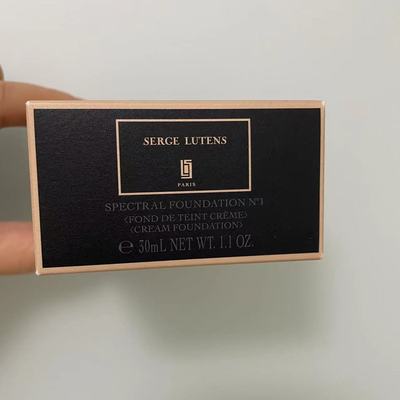 SERGE LUTENS
PARIS
SPECTRAL FOUNDATION N°1
(FOND DE TEINT CRÈME)
(CREAM FOUNDATION)
℮ 30mL NET WT. 1.1 OZ.